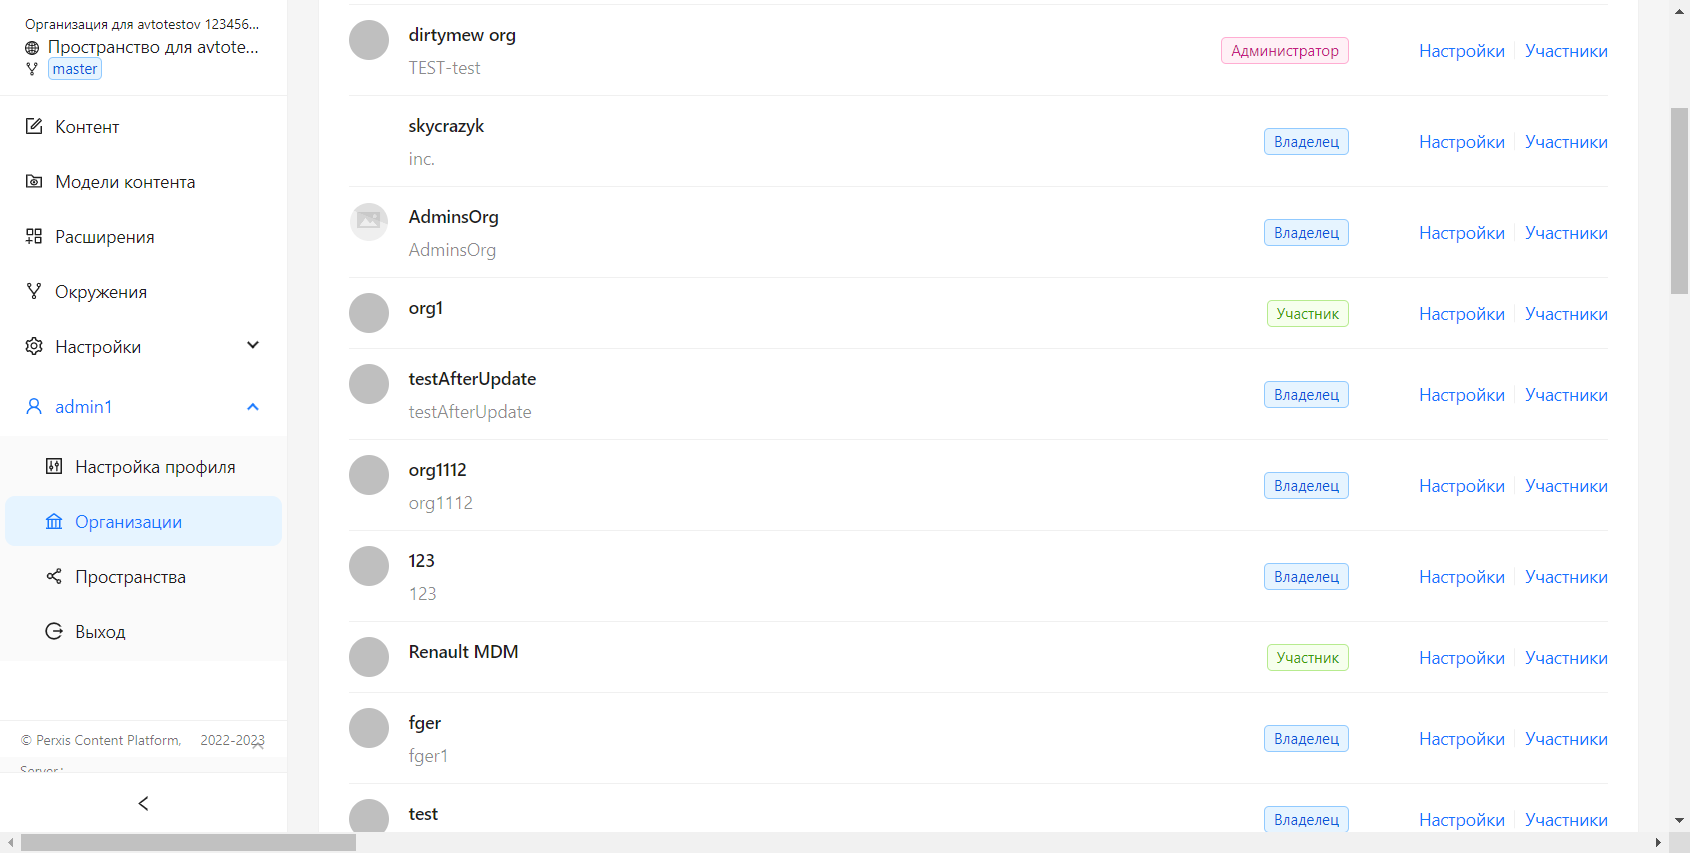 Организация для avtotestov 123456...
Пространство для avtote...
master
Контент
Модели контента
Расширения
Окружения
Настройки
admin1
Настройка профиля
Организации
Пространства
Выход
© Perxis Content Platform, 2022-2023
Server:
dirtymew org
TEST-test
Администратор
Настройки Участники
skycrazyk
inc.
Владелец
Настройки Участники
AdminsOrg
AdminsOrg
Владелец
Настройки Участники
org1
Участник
Настройки Участники
testAfterUpdate
testAfterUpdate
Владелец
Настройки Участники
org1112
org1112
Владелец
Настройки Участники
123
123
Владелец
Настройки Участники
Renault MDM
Участник
Настройки Участники
fger
fger1
Владелец
Настройки Участники
test
Владелец
Настройки Участники